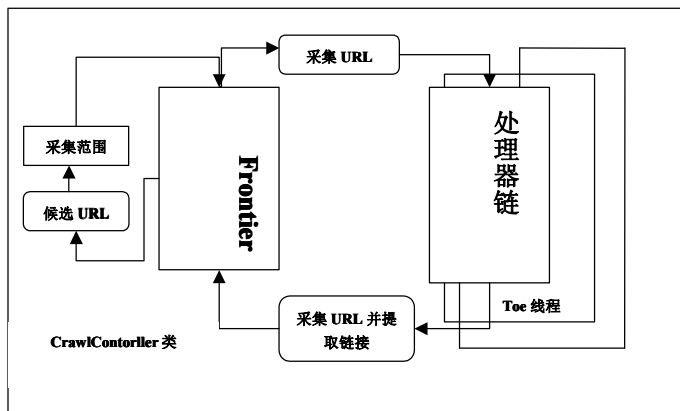 采集 URL
采集范围
候选 URL
Frontier
处理器链
Toe 线程
采集 URL 并提
取链接
CrawlContorller 类